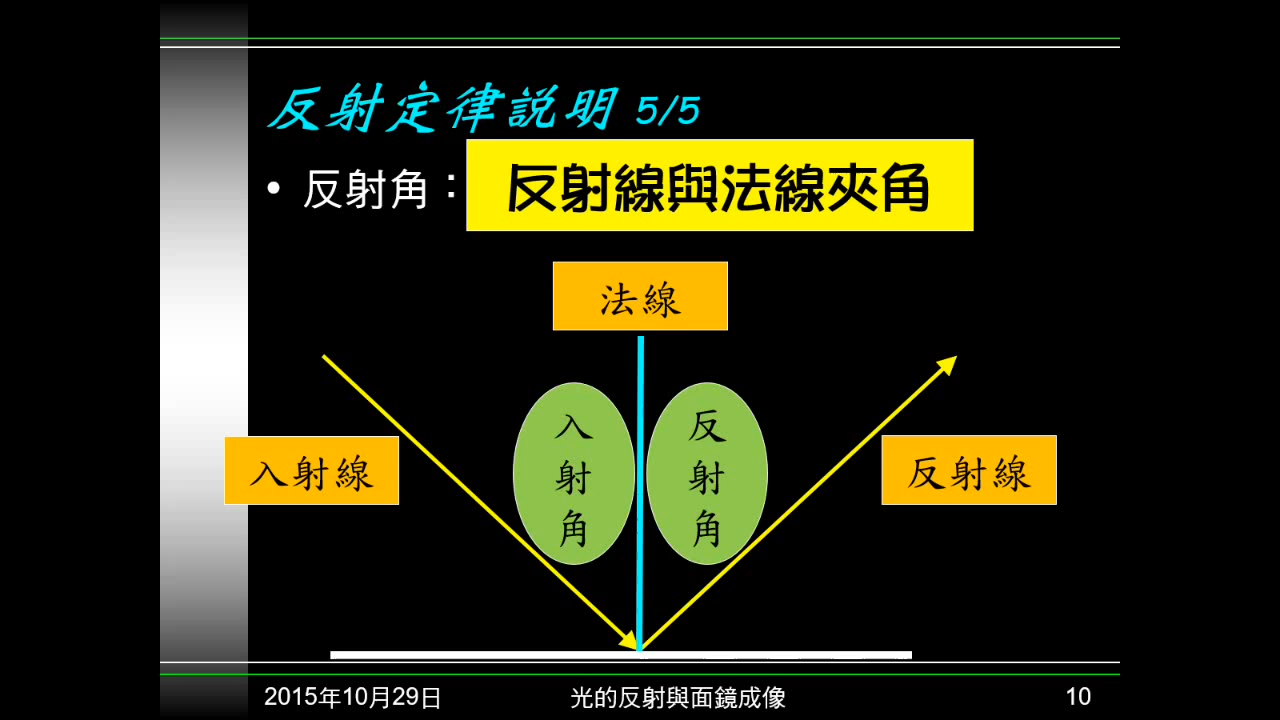 反射定律説明 5/5
• 反射角：反射線與法線夾角
法線
入射角
反射角
入射線
反射線
2015年10月29日
光的反射與面鏡成像
10